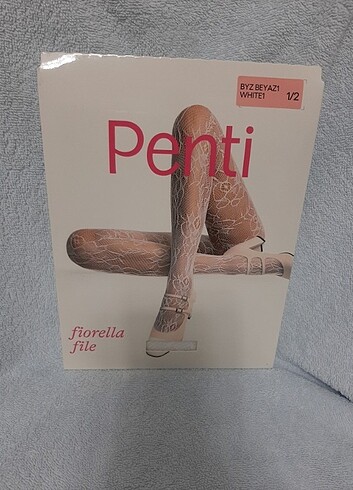 BYZ BEYAZ1
WHITE1 1/2
Penti
fiorella
file